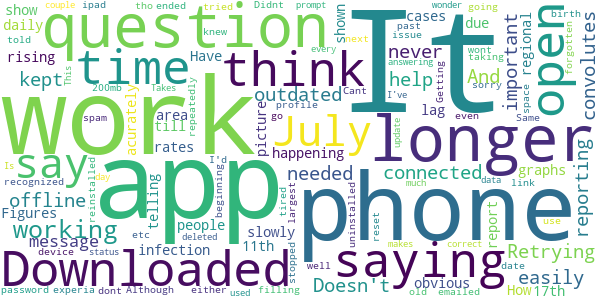 This
couple
ipad
tho
ended
Didnt
prompt
show
daily
tried
told
knew
question
rising
time
kept
Have
think
200mb
Takes
spam
acurately
area
till
rates
repeatedly
I'd
picture
outdated
Cant
profile
go
happening
work
It
shown
cases
past
issue
never
help
due
And
lag
I've
Getting
every
next
wonder
going
wont
taking
answering
sorry
even
important
space
regional
birth
forgotten
Same
open
convolutes
say
app
July
longer
Is
recognized
reinstalled
day
offline
working
Figures
message
device
status
infection
telling
people
deleted
beginning
slowly
11th
etc
tired
largest
stopped
needed
uninstalled
connected
update
reset
much
data
report
link
graphs
reporting
Retrying
Downloaded
phone
saying
password
experia
dont
Although
either
used
filling
well
Doesn't
obvious
makes
correct
old
emailed
date
easily
How
17th
use